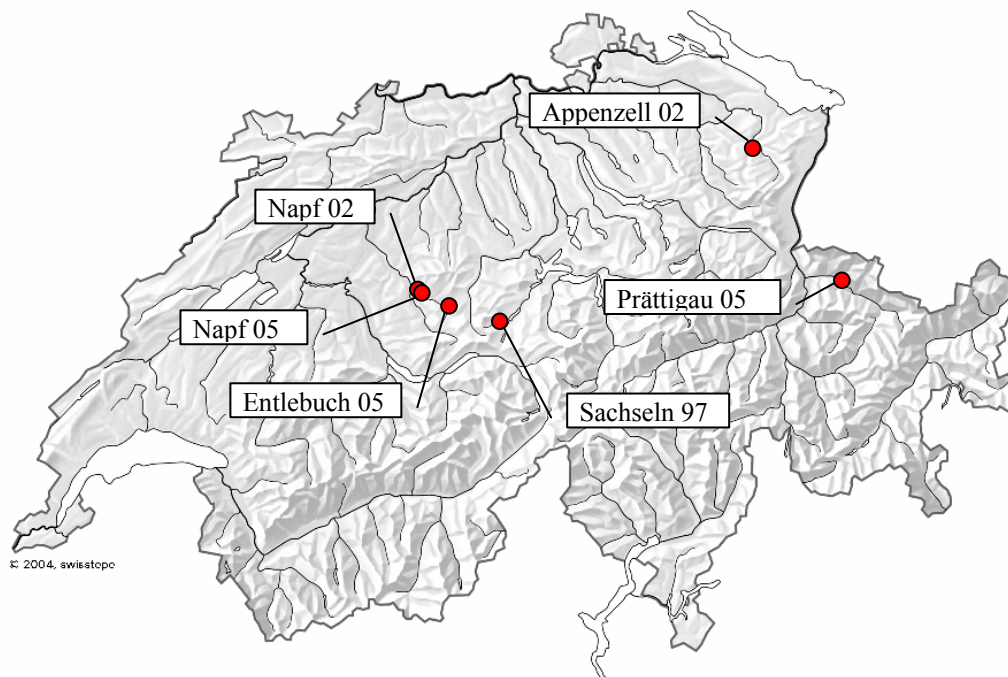 Appenzell 02
Napf 02
Prättigau 05
Napf 05
Entlebuch 05
Sachseln 97
© 2004, swisstopo